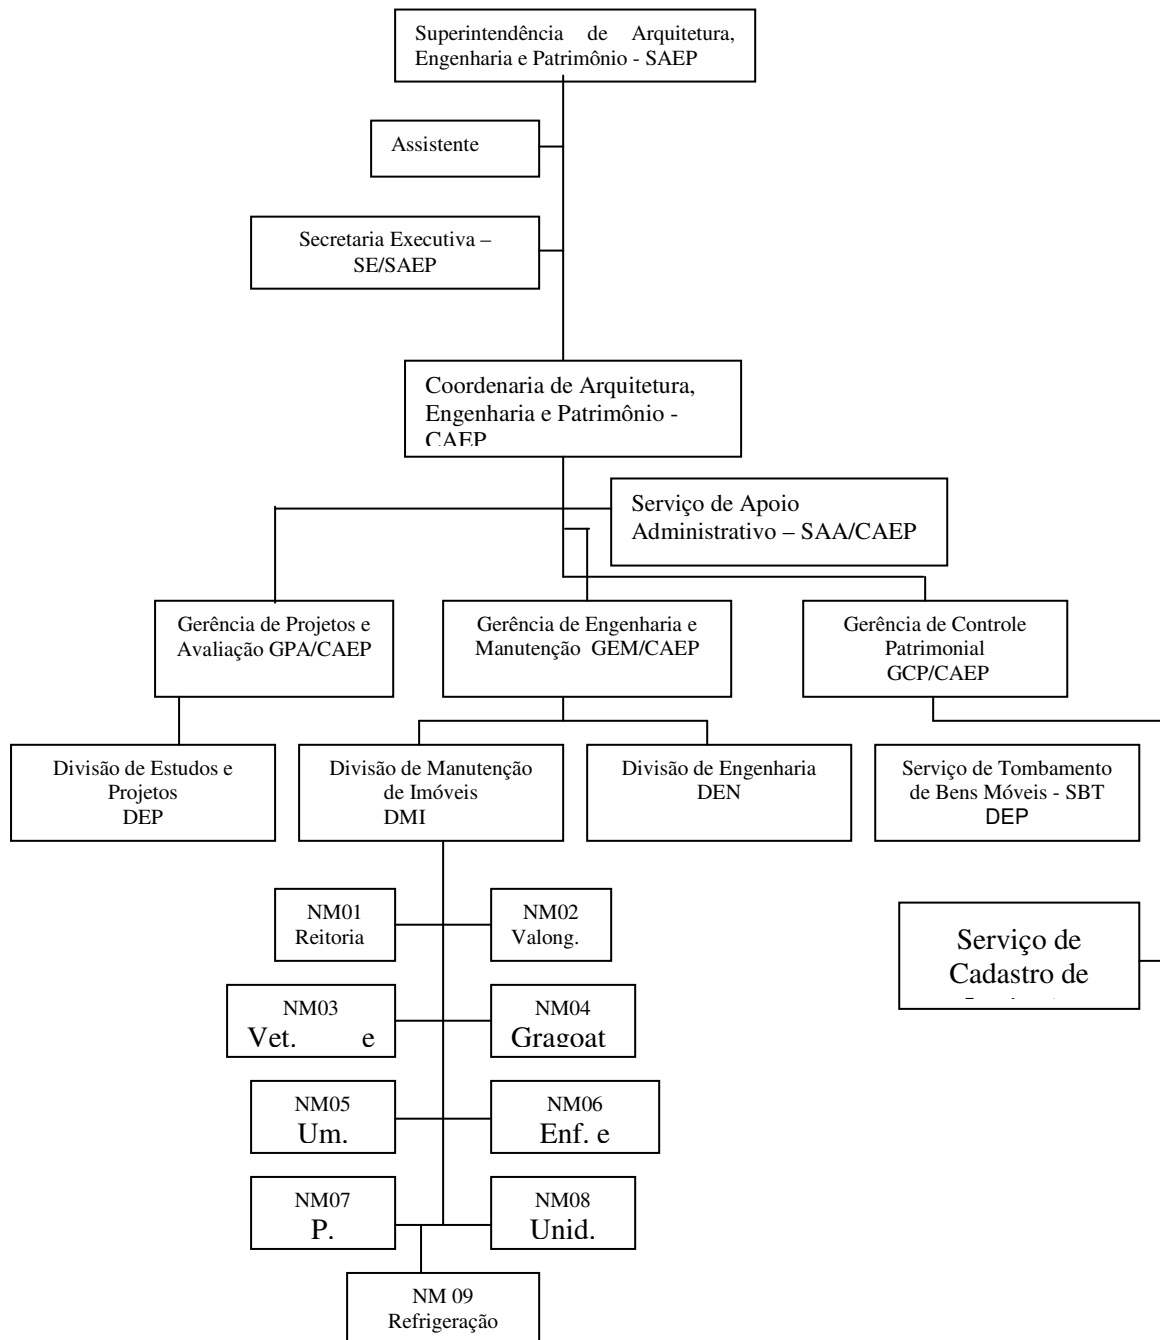 Superintendência de Arquitetura,
Engenharia e Patrimônio - SAEP
Assistente
Secretaria Executiva –
SE/SAEP
Coordenaria de Arquitetura,
Engenharia e Patrimônio -
CAEP
Serviço de Apoio
Administrativo – SAA/CAEP
Gerência de Projetos e
Avaliação GPA/CAEP
Gerência de Engenharia e
Manutenção GEM/CAEP
Gerência de Controle
Patrimonial
GCP/CAEP
Divisão de Estudos e
Projetos
DEP
Divisão de Manutenção
de Imóveis
DMI
Divisão de Engenharia
DEN
Serviço de Tombamento
de Bens Móveis - SBT
DEP
NM01
Reitoria
NM02
Valong.
Serviço de
Cadastro de
NM03
Vet. e
NM04
Gragoat
NM05
Um.
NM06
Enf. e
NM07
P.
NM08
Unid.
NM 09
Refrigeração